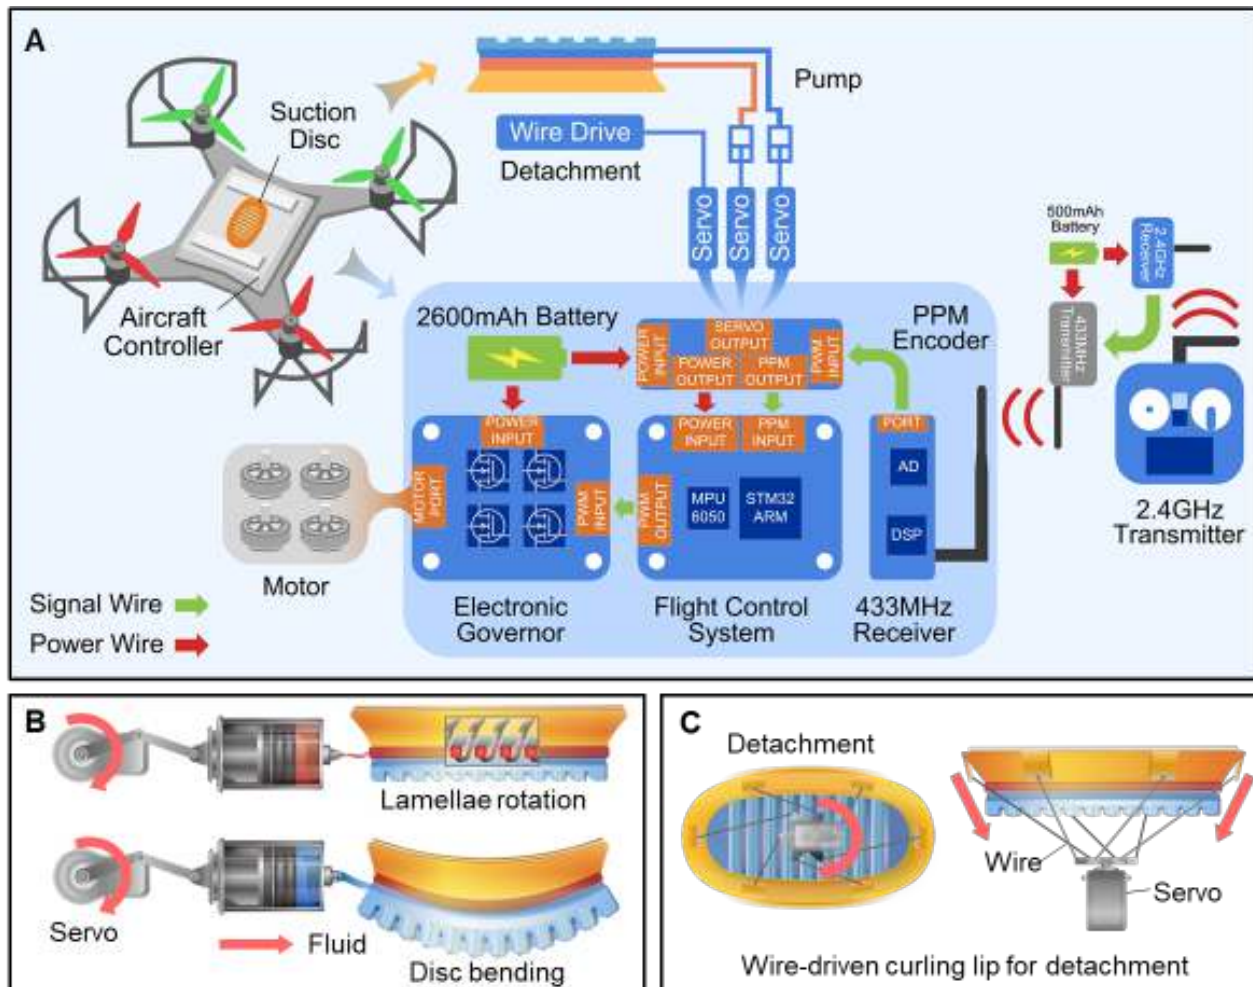 A
Suction
Disc
Aircraft
Controller
Pump
Wire Drive
Detachment
Servo
Servo
Servo
500mAh
Battery
2.4GHz
Receiver
433MHz
Transmitter
2600mAh Battery
PPM
Encoder
SERVO
OUTPUT
POWER
INPUT
POWER
OUTPUT
PPM
OUTPUT
PWM
INPUT
POWER
INPUT
POWER
INPUT
PPM
INPUT
PORT
MOTOR
PORT
PWM
INPUT
PWM
OUTPUT
MPU
6050
STM32
ARM
AD
DSP
2.4GHz
Transmitter
Motor
Signal Wire
Power Wire
Electronic
Governor
Flight Control
System
433MHz
Receiver
B
Lamellae rotation
Servo
Fluid
Disc bending
C
Detachment
Wire
Servo
Wire-driven curling lip for detachment